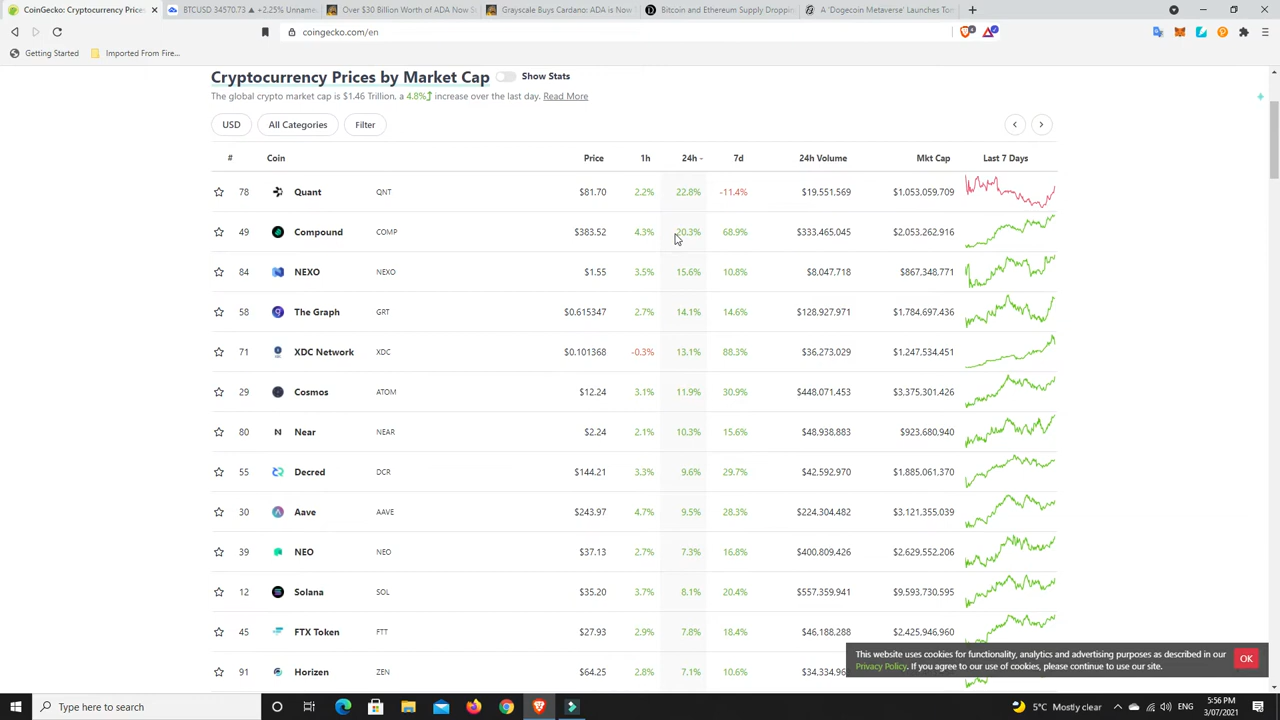 CoinGecko: Cryptocurrency Prices
BTCUSD 34570.73 ▲ +2.25% Unname
Over $30 Billion Worth of ADA Now S
Grayscale Buys Cardano: ADA is Now
Bitcoin and Ethereum Supply Droppin
A 'Dogecoin Metaverse' Launches Tom
coingecko.com/en
Getting Started
Imported From Fire...
Cryptocurrency Prices by Market Cap
Show Stats
The global crypto market cap is $1.46 Trillion, a 4.8% increase over the last day. Read More
USD All Categories Filter
# Coin Price 1h 24h 7d 24h Volume Mkt Cap Last 7 Days
78 Quant QNT $81.70 2.2% 22.8% -11.4% $19,551,569 $1,053,059,709
49 Compound COMP $383.52 4.3% 20.3% 68.9% $333,465,045 $2,053,262,916
84 NEXO NEXO $1.55 3.5% 15.6% 10.8% $8,047,718 $867,348,771
58 The Graph GRT $0.615347 2.7% 14.1% 14.6% $128,927,971 $1,784,697,436
71 XDC Network XDC $0.101368 -0.3% 13.1% 88.3% $36,273,029 $1,247,534,451
29 Cosmos ATOM $12.24 3.1% 11.9% 30.9% $448,071,453 $3,375,301,426
80 Near NEAR $2.24 2.1% 10.3% 15.6% $48,938,883 $923,680,940
55 Decred DCR $144.21 3.3% 9.6% 29.7% $42,592,970 $1,885,061,370
30 Aave AAVE $243.97 4.7% 9.5% 28.3% $224,304,482 $3,121,355,039
39 NEO NEO $37.13 2.7% 7.3% 16.8% $400,809,426 $2,629,552,206
12 Solana SOL $35.20 3.7% 8.1% 20.4% $557,359,941 $9,593,730,595
45 FTX Token FTT $27.93 2.9% 7.8% 18.4% $46,188,288 $2,425,946,960
91 Horizen ZEN $64.25 2.8% 7.1% 10.6% $34,334,96
This website uses cookies for functionality, analytics and advertising purposes as described in our
Privacy Policy. If you agree to our use of cookies, please continue to use our site.
OK
Type here to search
5°C Mostly clear
ENG
5:56 PM
3/07/2021